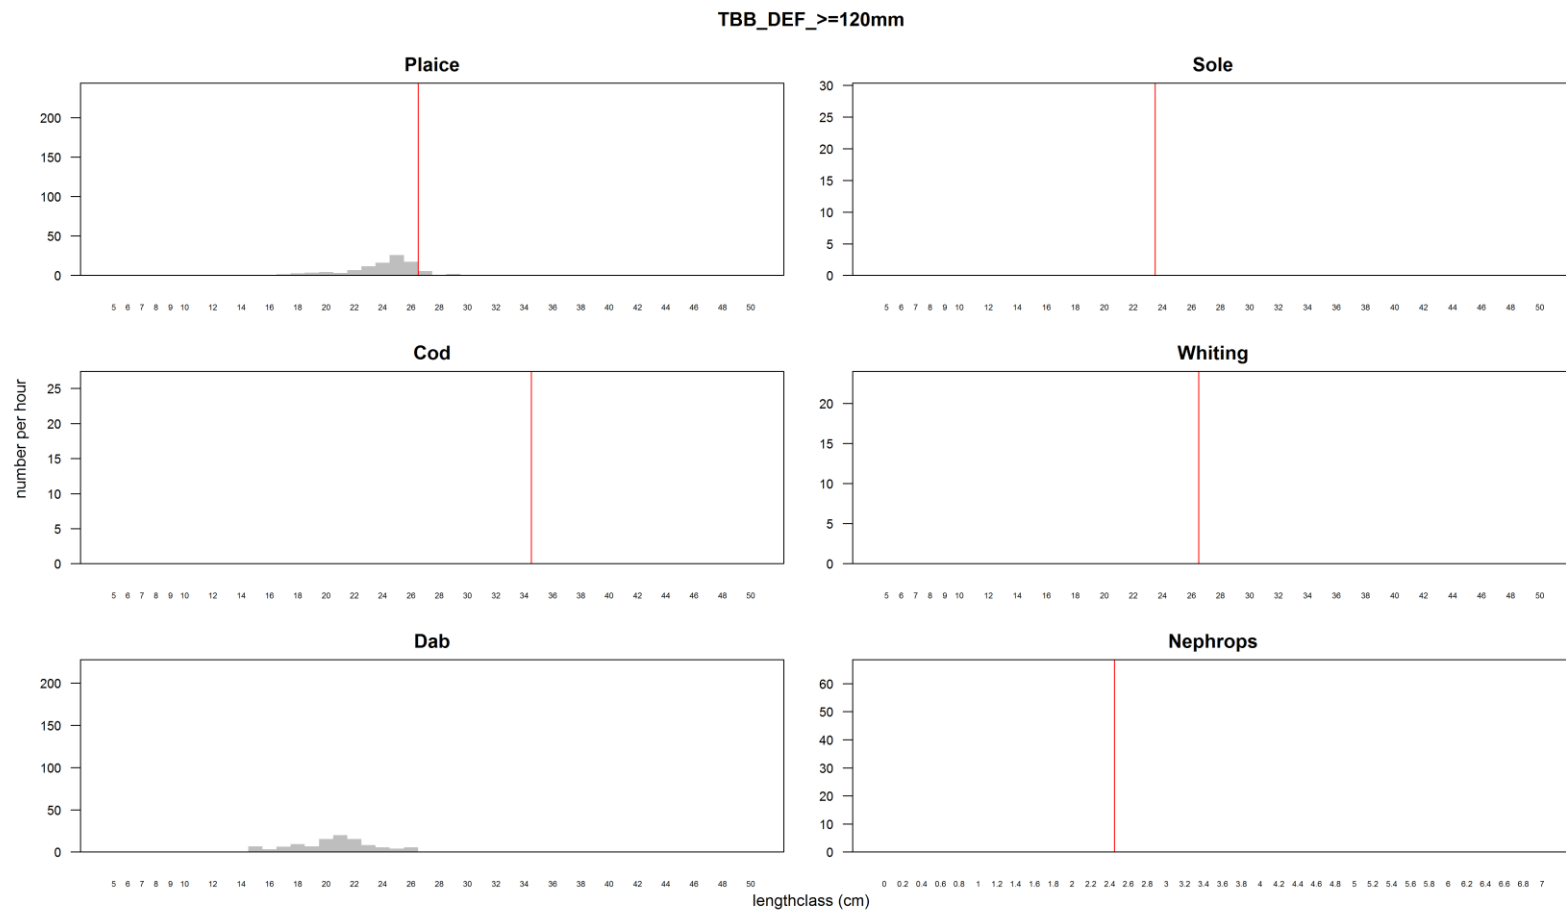 TBB_DEF_>=120mm
Plaice
200
150
100
50
0
5 6 7 8 9 10 12 14 16 18 20 22 24 26 28 30 32 34 36 38 40 42 44 46 48 50
Sole
30
25
20
15
10
5
0
5 6 7 8 9 10 12 14 16 18 20 22 24 26 28 30 32 34 36 38 40 42 44 46 48 50
number per hour
Cod
25
20
15
10
5
0
5 6 7 8 9 10 12 14 16 18 20 22 24 26 28 30 32 34 36 38 40 42 44 46 48 50
Whiting
20
15
10
5
0
5 6 7 8 9 10 12 14 16 18 20 22 24 26 28 30 32 34 36 38 40 42 44 46 48 50
Dab
200
150
100
50
0
5 6 7 8 9 10 12 14 16 18 20 22 24 26 28 30 32 34 36 38 40 42 44 46 48 50
Nephrops
60
50
40
30
20
10
0
0 0.2 0.4 0.6 0.8 1 1.2 1.4 1.6 1.8 2 2.2 2.4 2.6 2.8 3 3.2 3.4 3.6 3.8 4 4.2 4.4 4.6 4.8 5 5.2 5.4 5.6 5.8 6 6.2 6.4 6.6 6.8 7
lengthclass (cm)